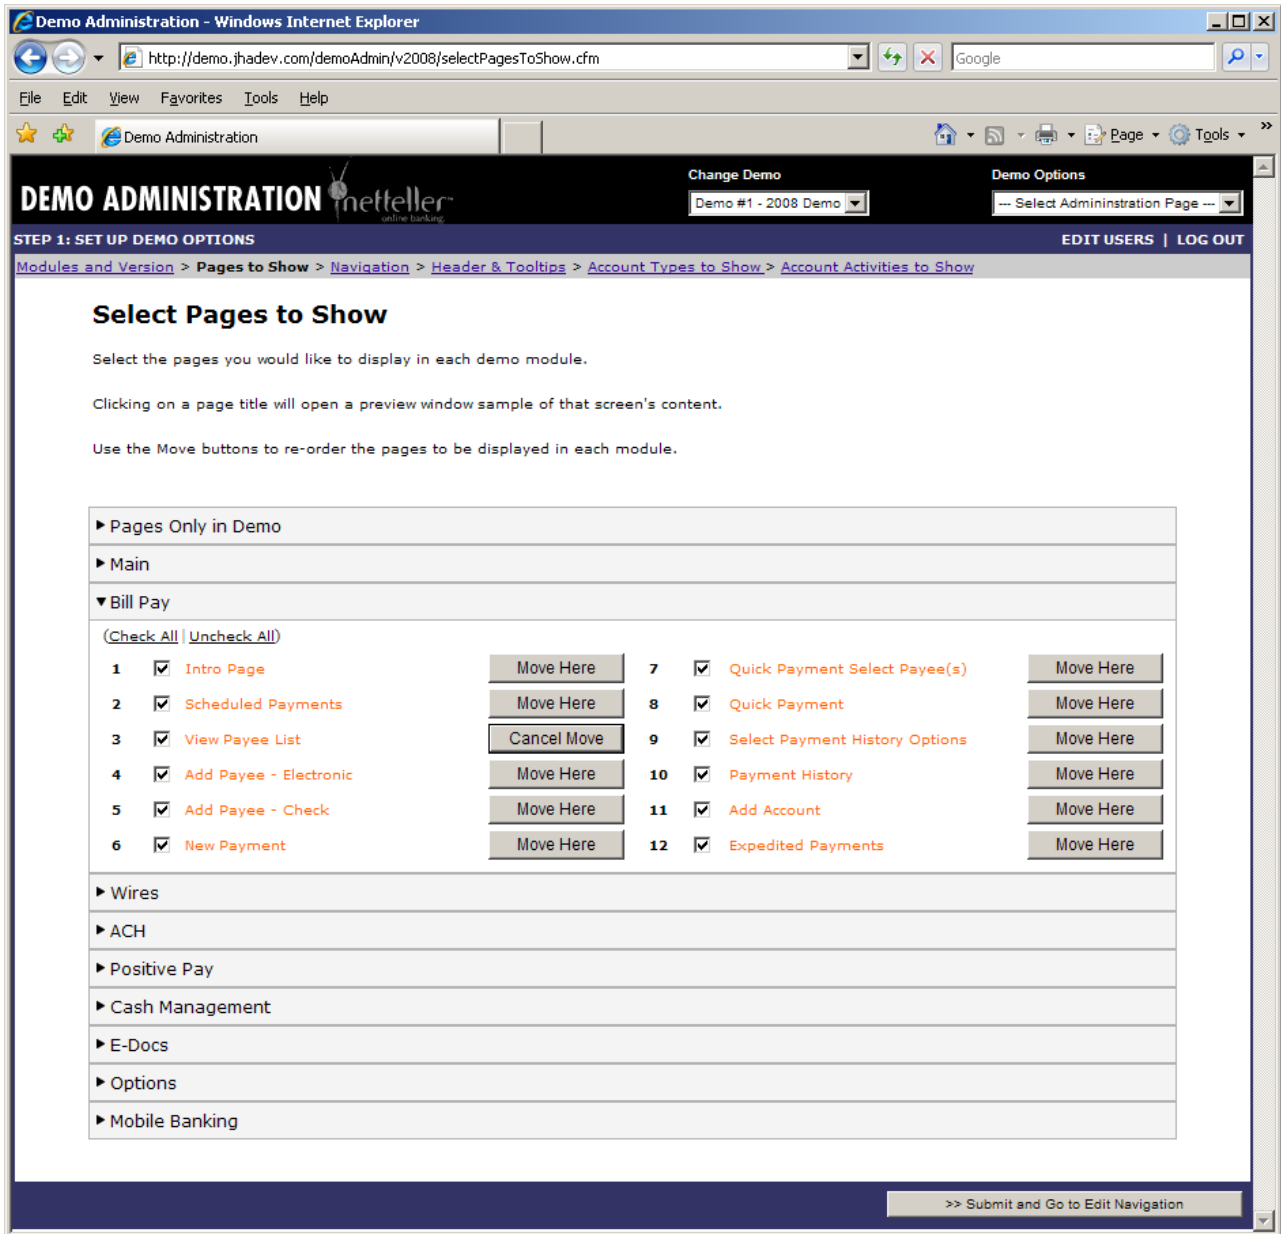 Demo Administration - Windows Internet Explorer
http://demo.jhadev.com/demoAdmin/v2008/selectPagesToShow.cfm
Google
File Edit View Favorites Tools Help
Demo Administration
Page Tools »
DEMO ADMINISTRATION netteller online banking
Change Demo
Demo #1 - 2008 Demo
Demo Options
--- Select Admininstration Page ---
STEP 1: SET UP DEMO OPTIONS
EDIT USERS | LOG OUT
Modules and Version > Pages to Show > Navigation > Header & Tooltips > Account Types to Show > Account Activities to Show
Select Pages to Show
Select the pages you would like to display in each demo module.
Clicking on a page title will open a preview window sample of that screen's content.
Use the Move buttons to re-order the pages to be displayed in each module.
Pages Only in Demo
Main
Bill Pay
(Check All | Uncheck All)
1 Intro Page Move Here 7 Quick Payment Select Payee(s) Move Here
2 Scheduled Payments Move Here 8 Quick Payment Move Here
3 View Payee List Cancel Move 9 Select Payment History Options Move Here
4 Add Payee - Electronic Move Here 10 Payment History Move Here
5 Add Payee - Check Move Here 11 Add Account Move Here
6 New Payment Move Here 12 Expedited Payments Move Here
Wires
ACH
Positive Pay
Cash Management
E-Docs
Options
Mobile Banking
>> Submit and Go to Edit Navigation